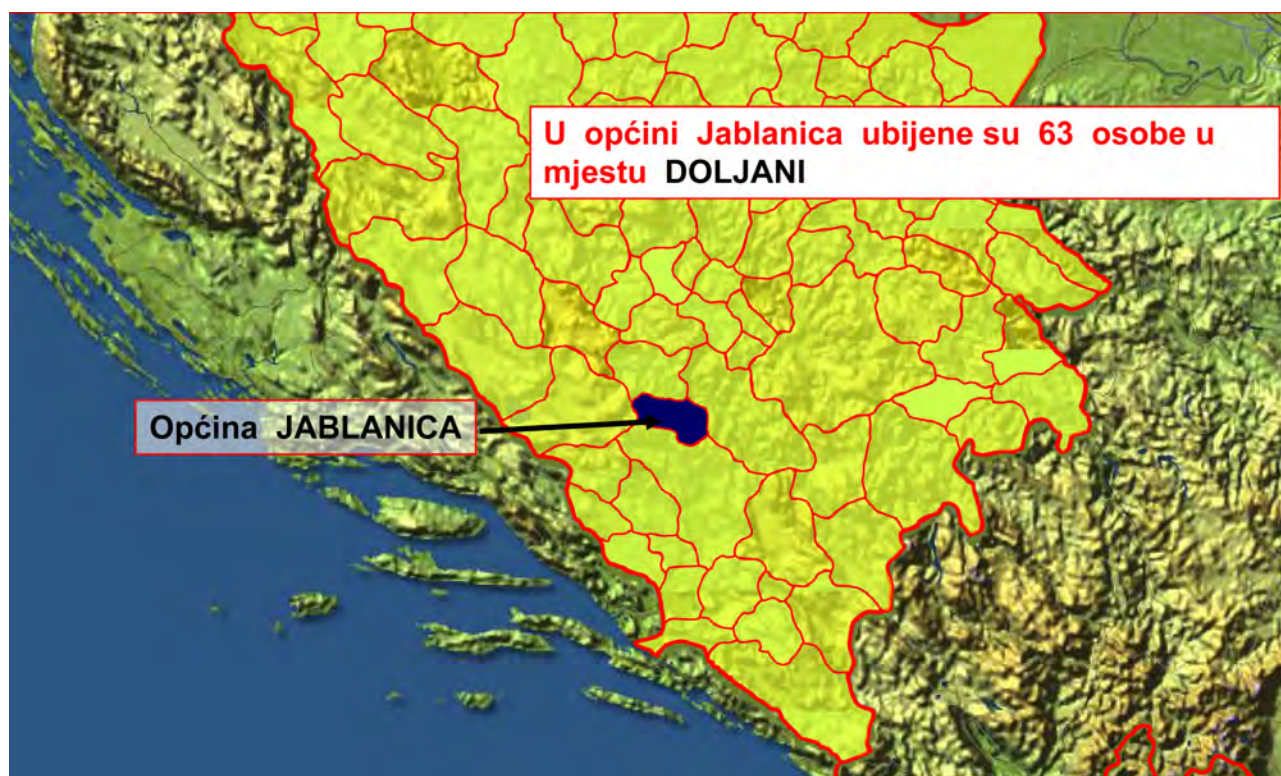 U općini Jablanica ubijene su 63 osobe u
mjestu DOLJANI
Općina JABLANICA